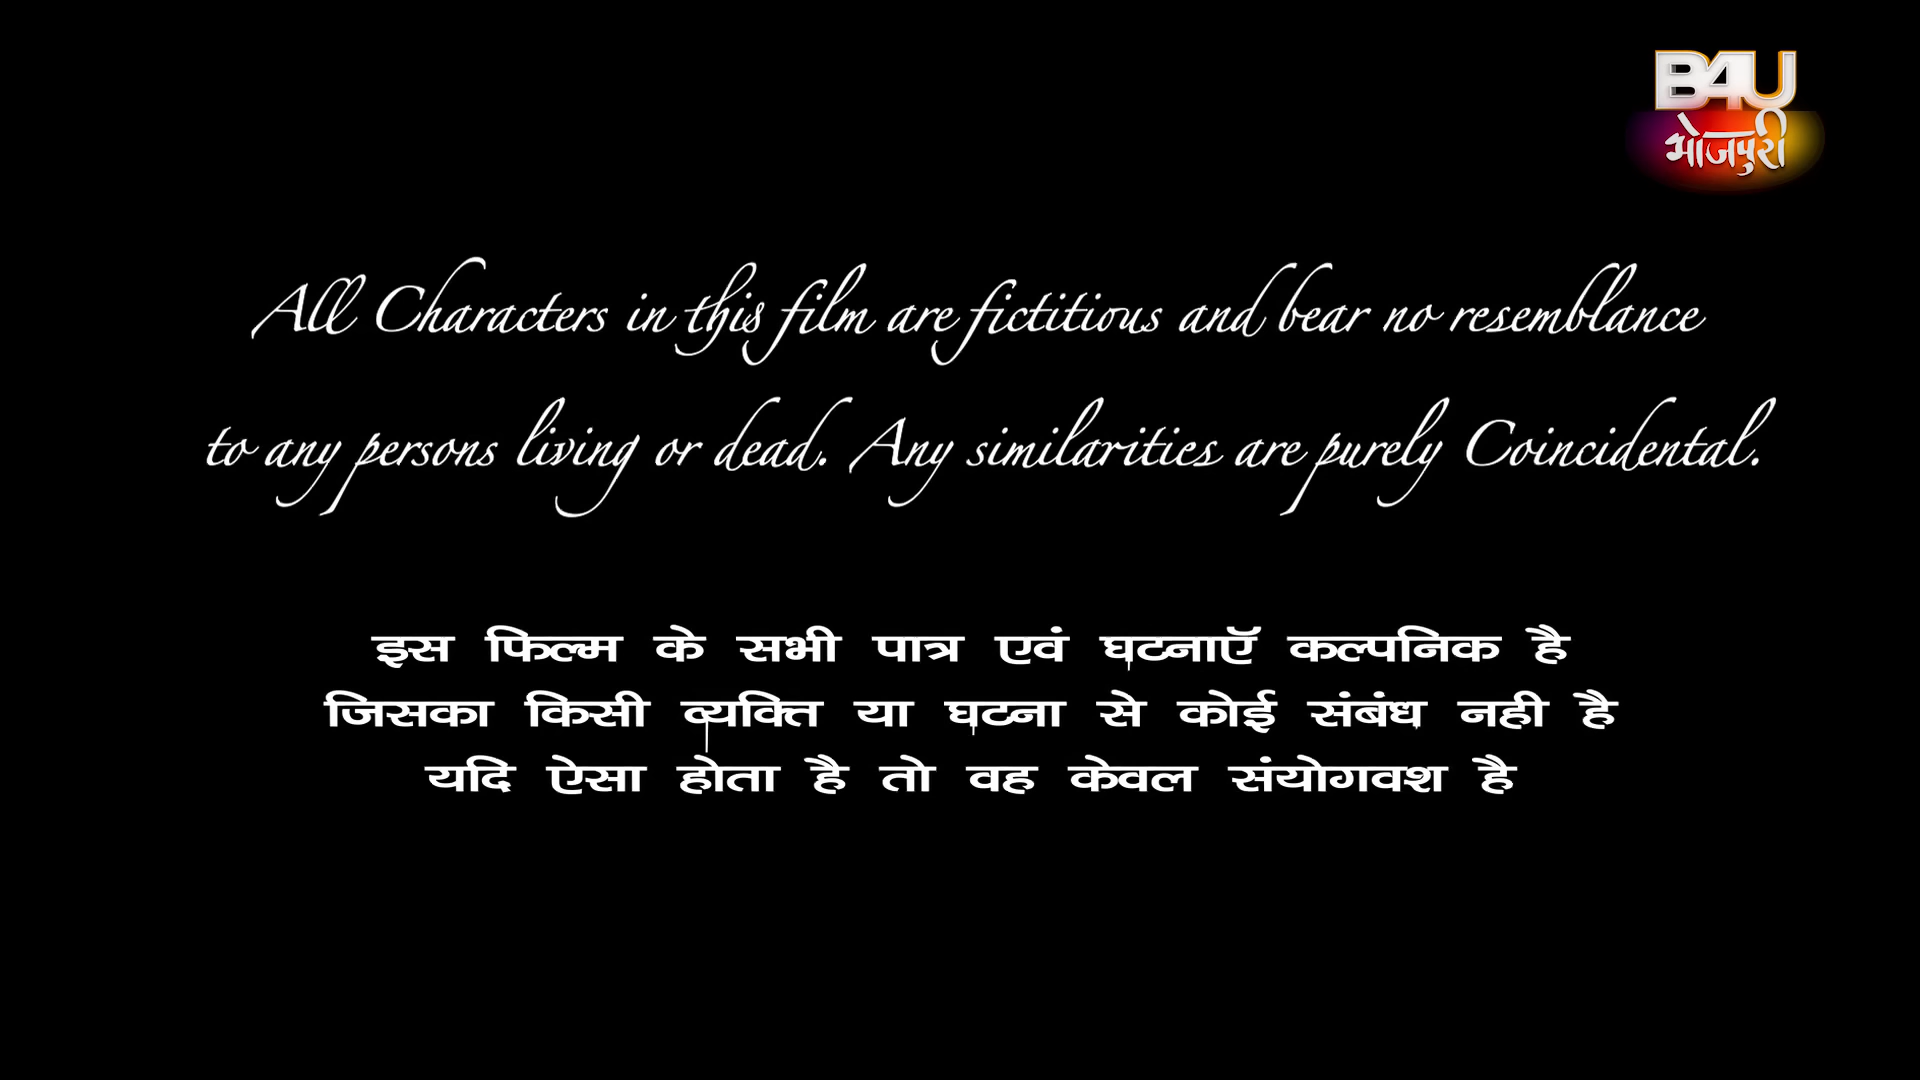 B4U
भोजपुरी
All Characters in this film are fictitious and bear no resemblance
to any persons living or dead. Any similarities are purely Coincidental.
इस फिल्म के सभी पात्र एवं घटनाऍ कल्पनिक है
जिसका किसी व्यक्ति या घटना से कोई संबंध नही है
यदि ऐसा होता है तो वह केवल संयोगवश है